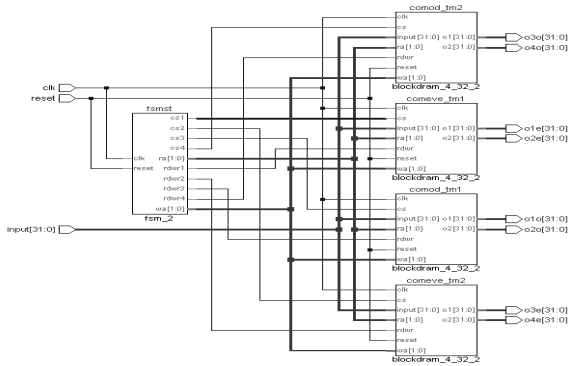 comod_tm2
clk
cs
input[31:0] o1[31:0] o3o[31:0]
ra[1:0] o2[31:0] o4o[31:0]
rdwr
reset
wa[1:0]
blockdram_4_32_2
clk
reset
comeve_tm1
clk
cs
input[31:0] o1[31:0] o1e[31:0]
ra[1:0] o2[31:0] o2e[31:0]
rdwr
reset
wa[1:0]
blockdram_4_32_2
fsmst
cs1
cs2
cs3
cs4
clk ra[1:0]
reset rdwr1
rdwr2
rdwr3
rdwr4
wa[1:0]
fsm_2
input[31:0]
comod_tm1
clk
cs
input[31:0] o1[31:0] o1o[31:0]
ra[1:0] o2[31:0] o2o[31:0]
rdwr
reset
wa[1:0]
blockdram_4_32_2
comeve_tm2
clk
cs
input[31:0] o1[31:0] o3e[31:0]
ra[1:0] o2[31:0] o4e[31:0]
rdwr
reset
wa[1:0]
blockdram_4_32_2